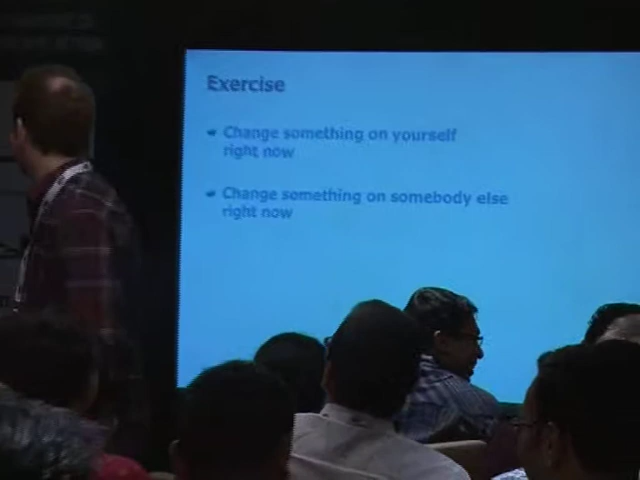 Exercise
Change something on yourself
right now
Change something on somebody else
right now